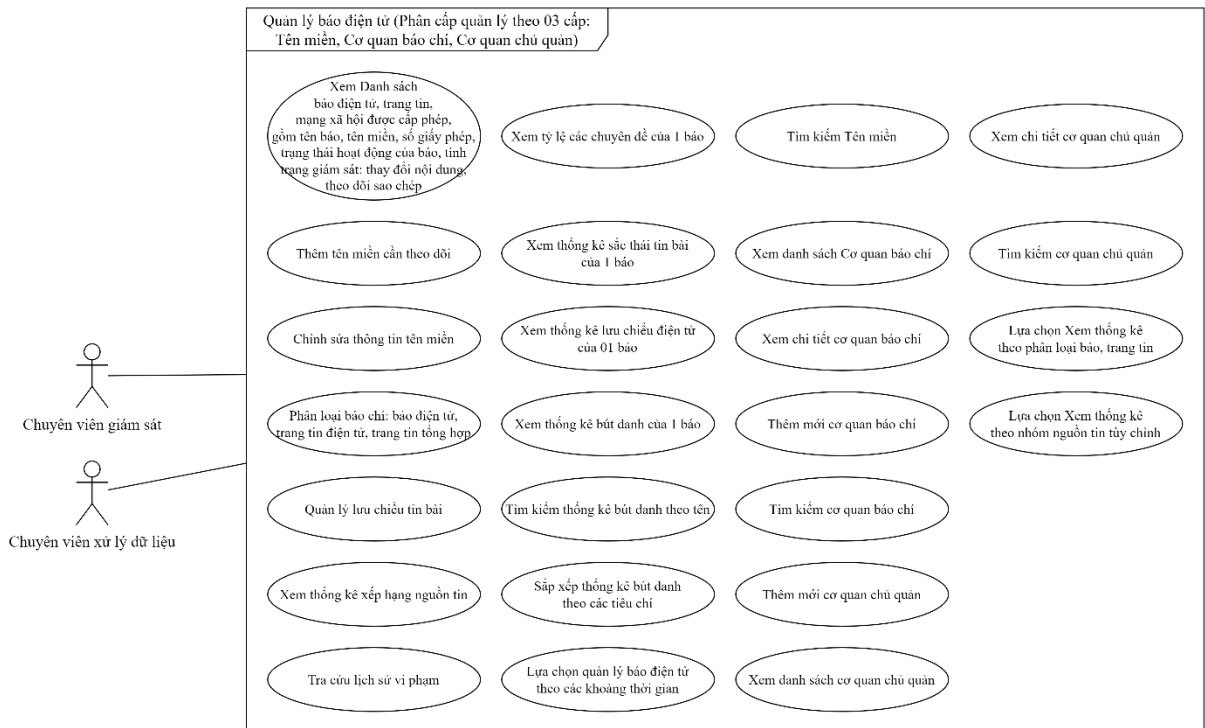 Quản lý báo điện tử (Phân cấp quản lý theo 03 cấp:
Tên miền, Cơ quan báo chí, Cơ quan chủ quản)
Xem Danh sách
báo điện tử, trang tin,
mạng xã hội được cấp phép,
gồm tên báo, tên miền, số giấy phép,
trạng thái hoạt động của báo, tình
trạng giám sát: thay đổi nội dung,
theo dõi sao chép
Xem tỷ lệ các chuyên đề của 1 báo
Tìm kiếm Tên miền
Xem chi tiết cơ quan chủ quản
Thêm tên miền cần theo dõi
Xem thống kê sắc thái tin bài
của 1 báo
Xem danh sách Cơ quan báo chí
Tìm kiếm cơ quan chủ quản
Chỉnh sửa thông tin tên miền
Xem thống kê lưu chiểu điện tử
của 01 báo
Xem chi tiết cơ quan báo chí
Lựa chọn Xem thống kê
theo phân loại báo, trang tin
Chuyên viên giám sát
Phân loại báo chí: báo điện tử,
trang tin điện tử, trang tin tổng hợp
Xem thống kê bút danh của 1 báo
Thêm mới cơ quan báo chí
Lựa chọn Xem thống kê
theo nhóm nguồn tin tùy chỉnh
Chuyên viên xử lý dữ liệu
Quản lý lưu chiểu tin bài
Tìm kiếm thống kê bút danh theo tên
Tìm kiếm cơ quan báo chí
Xem thống kê xếp hạng nguồn tin
Sắp xếp thống kê bút danh
theo các tiêu chí
Thêm mới cơ quan chủ quản
Tra cứu lịch sử vi phạm
Lựa chọn quản lý báo điện tử
theo các khoảng thời gian
Xem danh sách cơ quan chủ quản